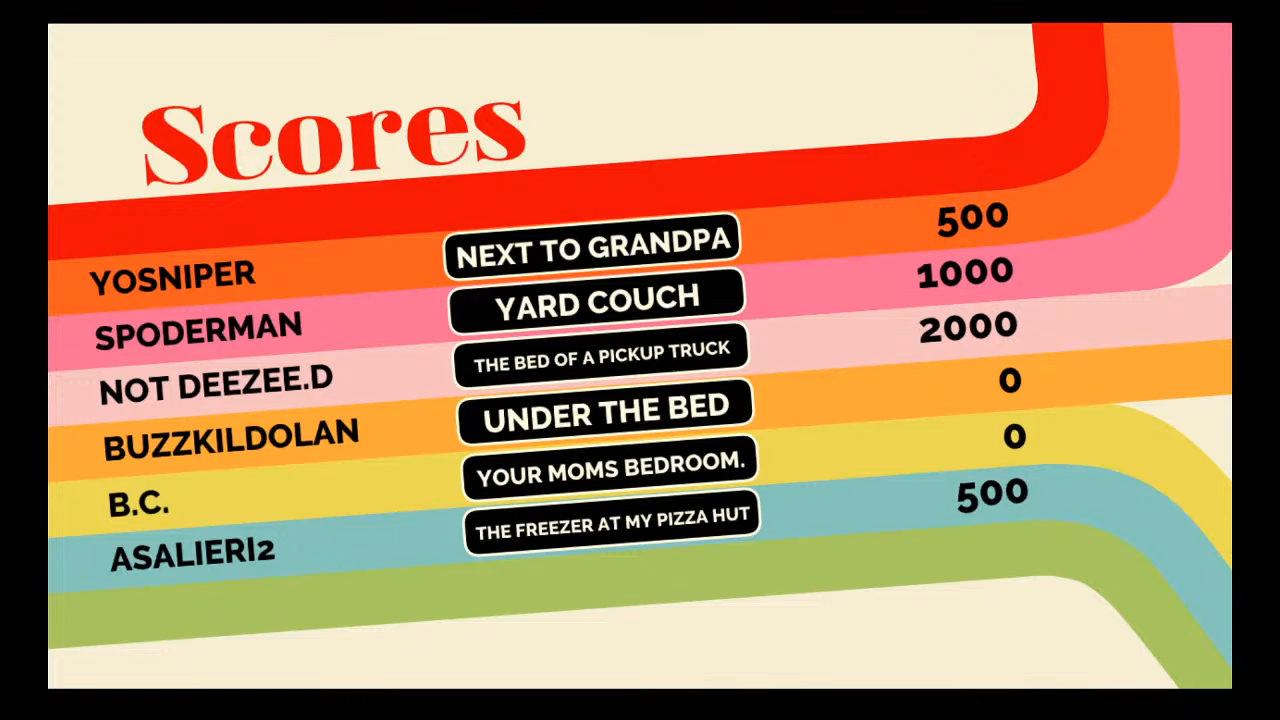 Scores
YOSNIPER NEXT TO GRANDPA 500
SPODERMAN YARD COUCH 1000
NOT DEEZEE.D THE BED OF A PICKUP TRUCK 2000
BUZZKILDOLAN UNDER THE BED 0
B.C. YOUR MOMS BEDROOM. 0
ASALIERI2 THE FREEZER AT MY PIZZA HUT 500